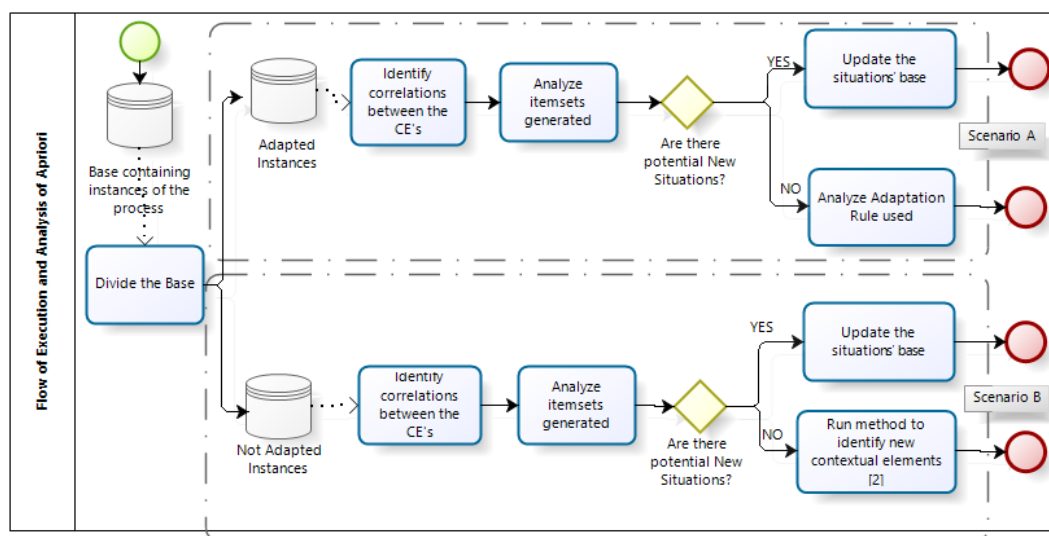 Flow of Execution and Analysis of Apriori
Base containing
instances of the
process
Divide the Base
Adapted
Instances
Identify
correlations
between the
CE's
Analyze
itemsets
generated
Are there
potential New
Situations?
YES
Update the
situations' base
NO
Analyze Adaptation
Rule used
Scenario A
Not Adapted
Instances
Identify
correlations
between the
CE's
Analyze
itemsets
generated
Are there
potential New
Situations?
YES
Update the
situations' base
NO
Run method to
identify new
contextual elements
[2]
Scenario B